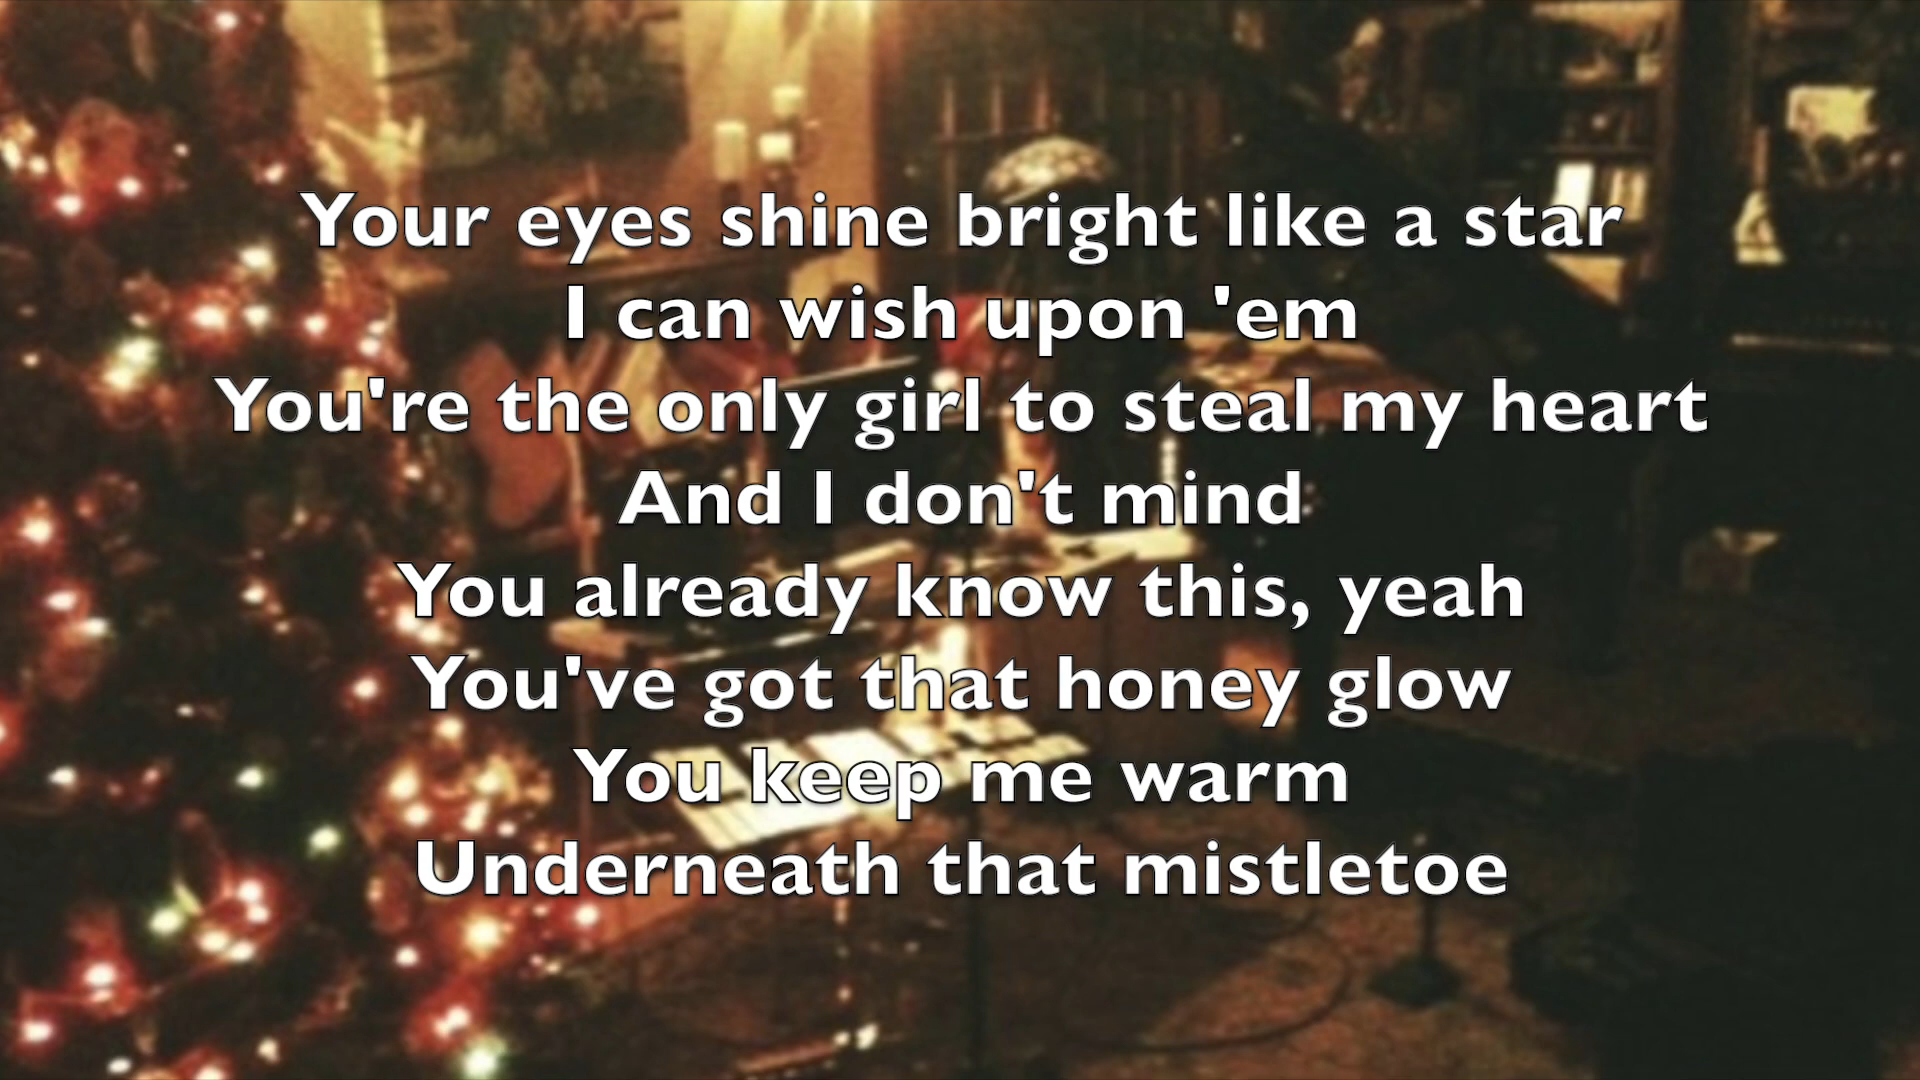 Your eyes shine bright like a star
I can wish upon 'em
You're the only girl to steal my heart
And I don't mind
You already know this, yeah
You've got that honey glow
You keep me warm
Underneath that mistletoe